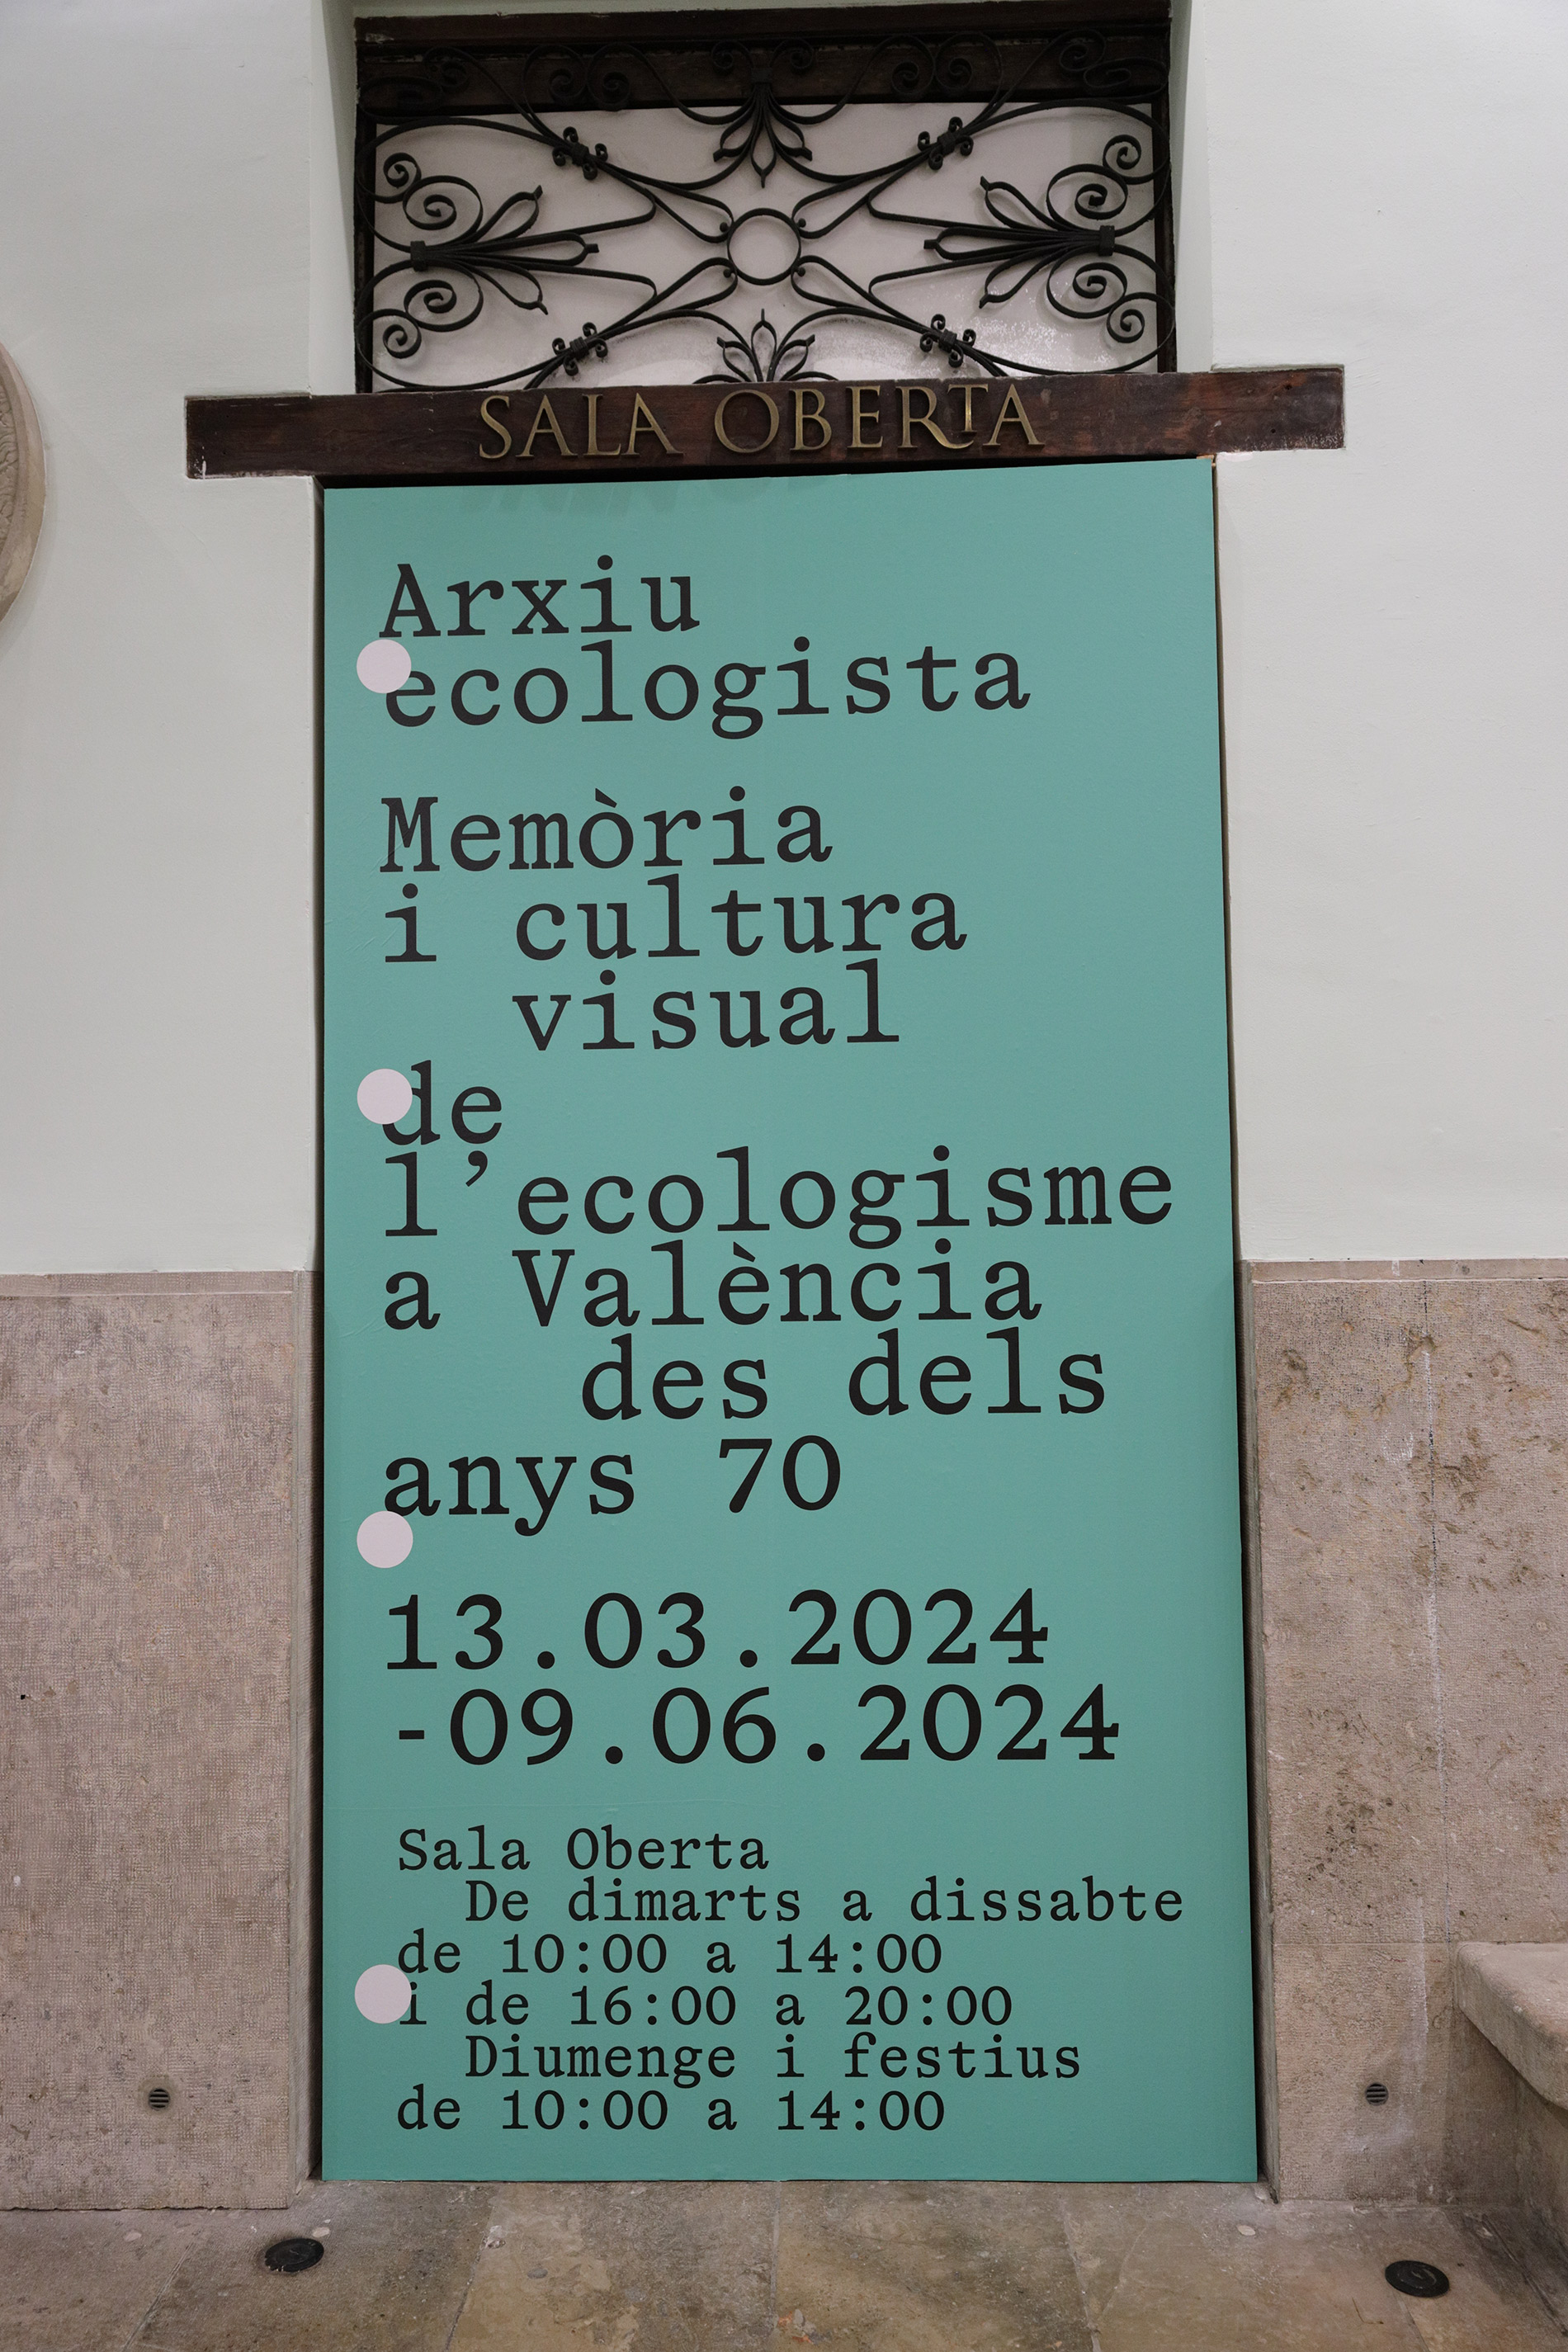 SALA OBERTA
Arxiu
ecologista
Memòria
i cultura
visual
de
l’ecologisme
a València
des dels
anys 70
13.03.2024
-09.06.2024
Sala Oberta
De dimarts a dissabte
de 10:00 a 14:00
i de 16:00 a 20:00
Diumenge i festius
de 10:00 a 14:00